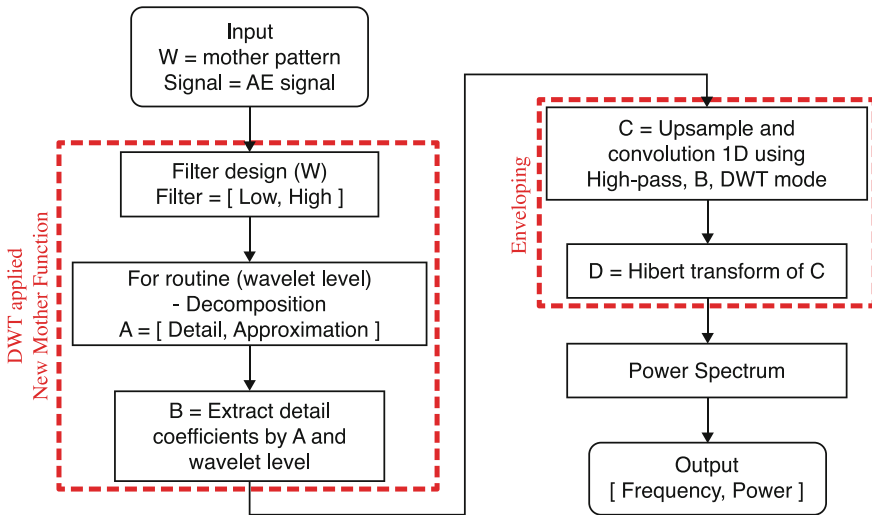 Input
W = mother pattern
Signal = AE signal
DWT applied
New Mother Function
Filter design (W)
Filter = [ Low, High ]
For routine (wavelet level)
- Decomposition
A = [ Detail, Approximation ]
B = Extract detail
coefficients by A and
wavelet level
Enveloping
C = Upsample and
convolution 1D using
High-pass, B, DWT mode
D = Hibert transform of C
Power Spectrum
Output
[ Frequency, Power ]